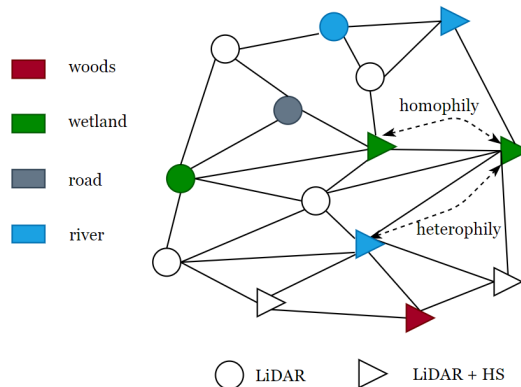 woods
wetland
road
river
homophily
heterophily
LiDAR
LiDAR + HS